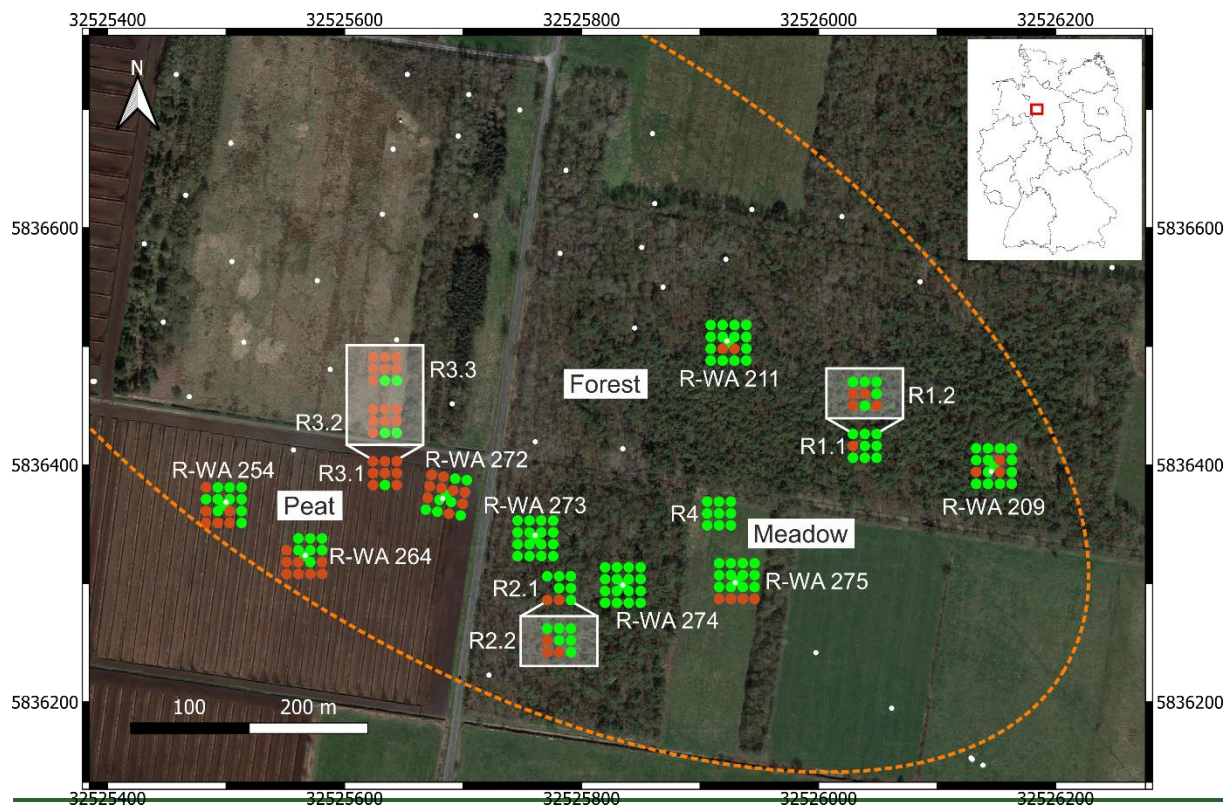 32525400
32525600
32525800
32526000
32526200
N
5836600
5836600
R3.3
Forest
R-WA 211
R1.2
R3.2
R1.1
5836400
5836400
R-WA 254
R3.1
R-WA 272
R-WA 209
Peat
R-WA 273
R4
Meadow
R-WA 264
R2.1
R-WA 275
R-WA 274
R2.2
5836200
5836200
100
200 m
32525400
32525600
32525800
32526000
32526200